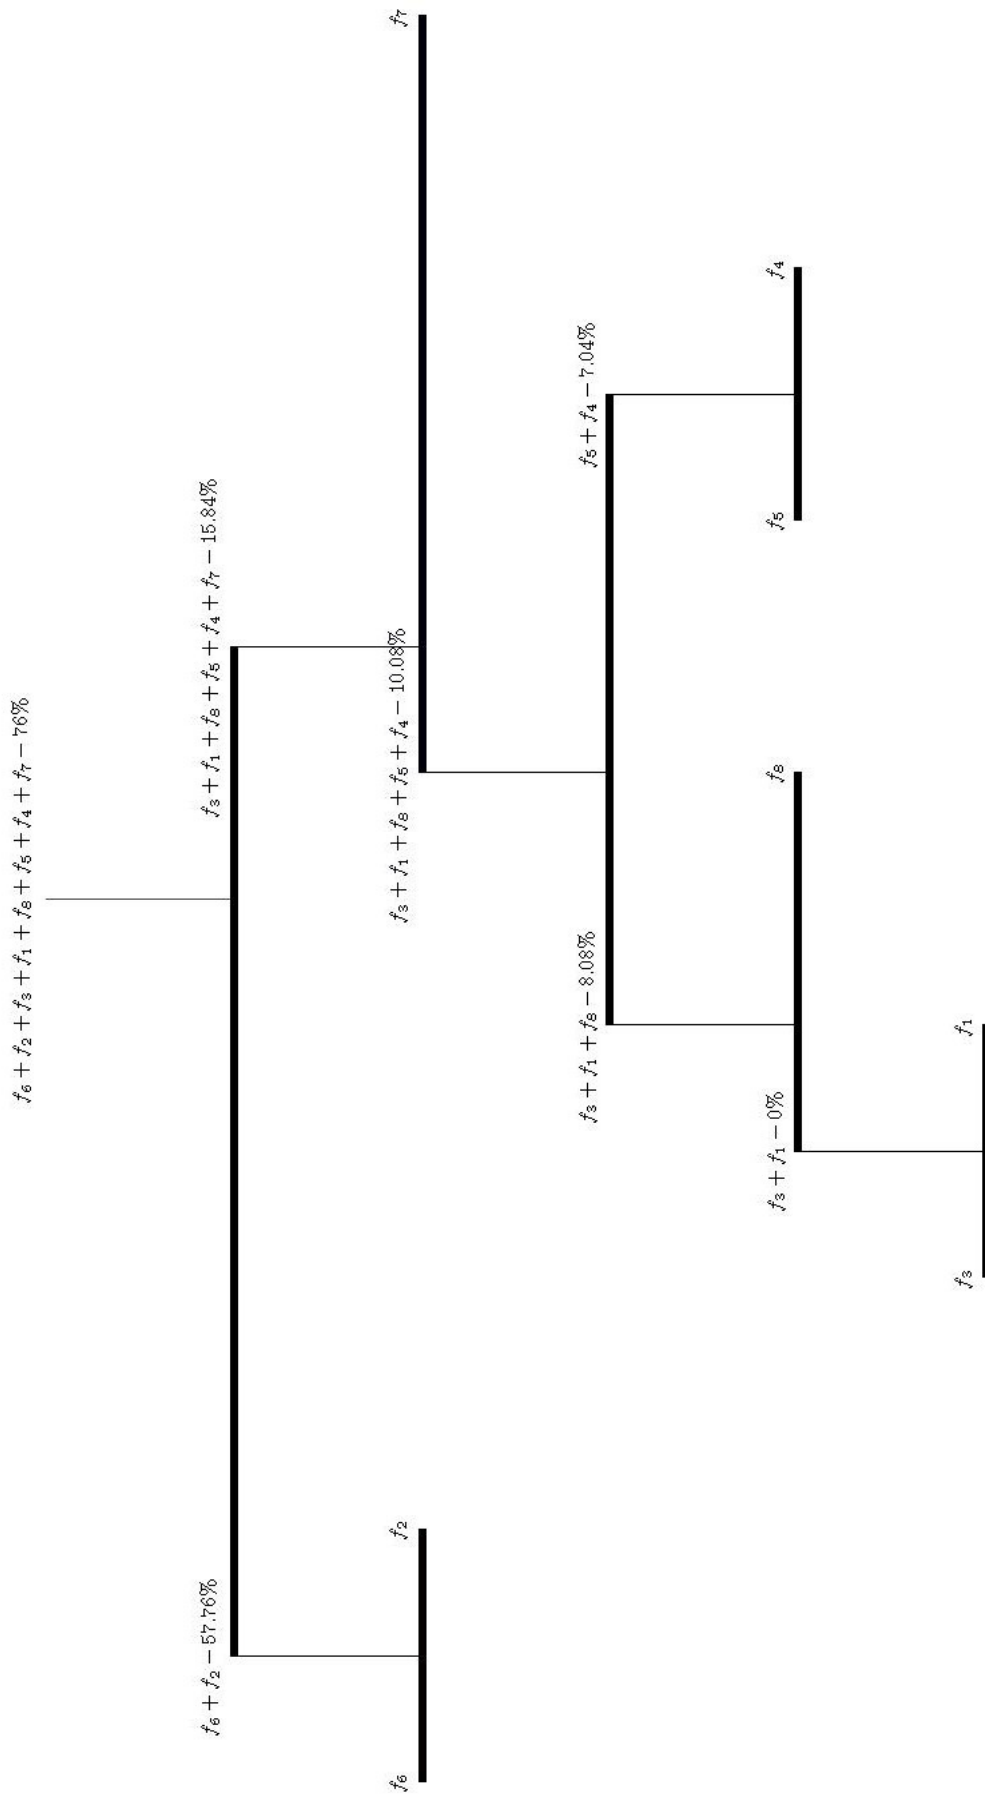 f₆ + f₂ + f₃ + f₁ + f₈ + f₅ + f₄ + f₇ − 76%
f₆ + f₂ − 57.76%
f₃ + f₁ + f₈ + f₅ + f₄ + f₇ − 15.84%
f₆
f₂
f₃ + f₁ + f₈ + f₅ + f₄ − 10.08%
f₇
f₃ + f₁ + f₈ − 8.08%
f₅ + f₄ − 7.04%
f₃ + f₁ − 0%
f₈
f₅
f₄
f₃
f₁